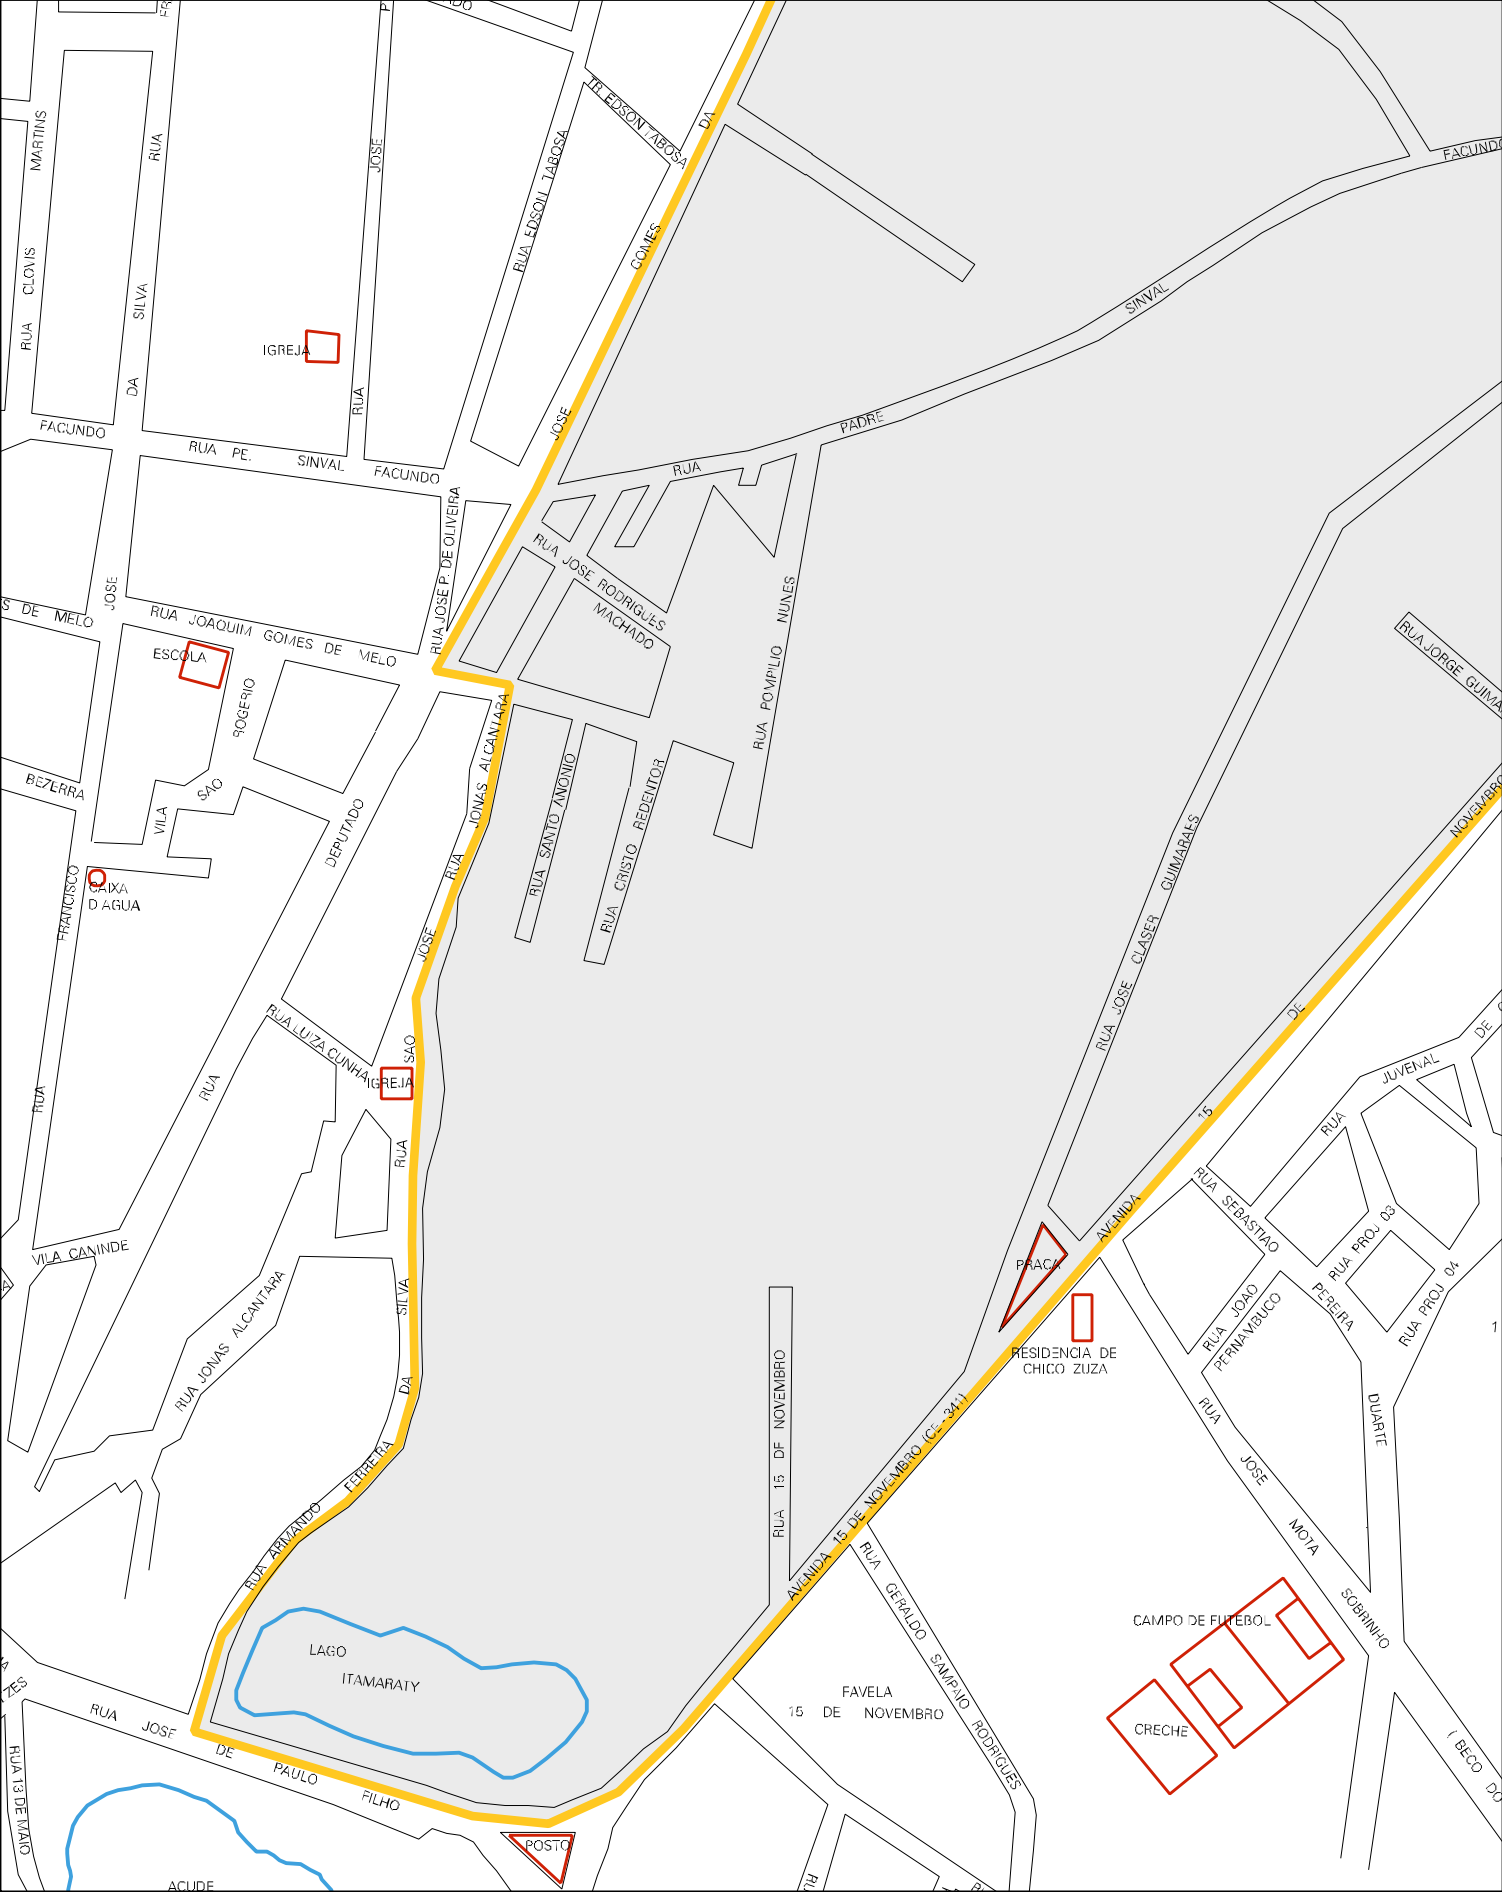 MARTINS
RUA
JOSE
TR. EDSON TABOSA
DA
FACUNDO
RUA EDSON TABOSA
GOMES
RUA CLOVIS
SILVA
SINVAL
IGREJA
DA
RUA
JOSE
PADRE
FACUNDO
RUA PE. SINVAL FACUNDO
RUA
RUA JOSE P. DE OLIVEIRA
RUA JOSE RODRIGUES
MACHADO
JOSE
S DE MELO
RUA JOAQUIM GOMES DE MELO
RUA POMPILIO NUNES
RUA JORGE GUIMA
ESCOLA
ROGERIO
SAO
VILA
BEZERRA
DEPUTADO
RUA JONAS ALCANTARA
RUA SANTO ANONIO
RUA CRISTO REDENTOR
NOVEMBRO
CAIXA
D AGUA
FRANCISCO
JOSE
RUA JOSE CLASER GUIMARAES
DE
RUA LUIZA CUNHA
SAO
IGREJA
RUA
RUA
RUA
15
JUVENAL
DE
RUA
RUA SEBASTIAO
PEREIRA
DUARTE
AVENIDA
RUA PROJ 03
RUA PROJ 04
VILA CANINDE
PRACA
RUA JOAO
PERNAMBUCO
RESIDENCIA DE
CHICO ZUZA
RUA JONAS ALCANTARA
SILVA
DA
RUA 15 DE NOVEMBRO
AVENIDA 15 DE NOVEMBRO (CE - 341)
RUA JOSE MOTA SOBRINHO
FERREIRA
RUA ARMANDO
RUA GERALDO SAMPAIO RODRIGUES
CAMPO DE FUTEBOL
LAGO
ITAMARATY
FAVELA
15 DE NOVEMBRO
CRECHE
RUA JOSE DE PAULO FILHO
RUA 13 DE MAIO
( BECO DO
POSTO
ACUDE